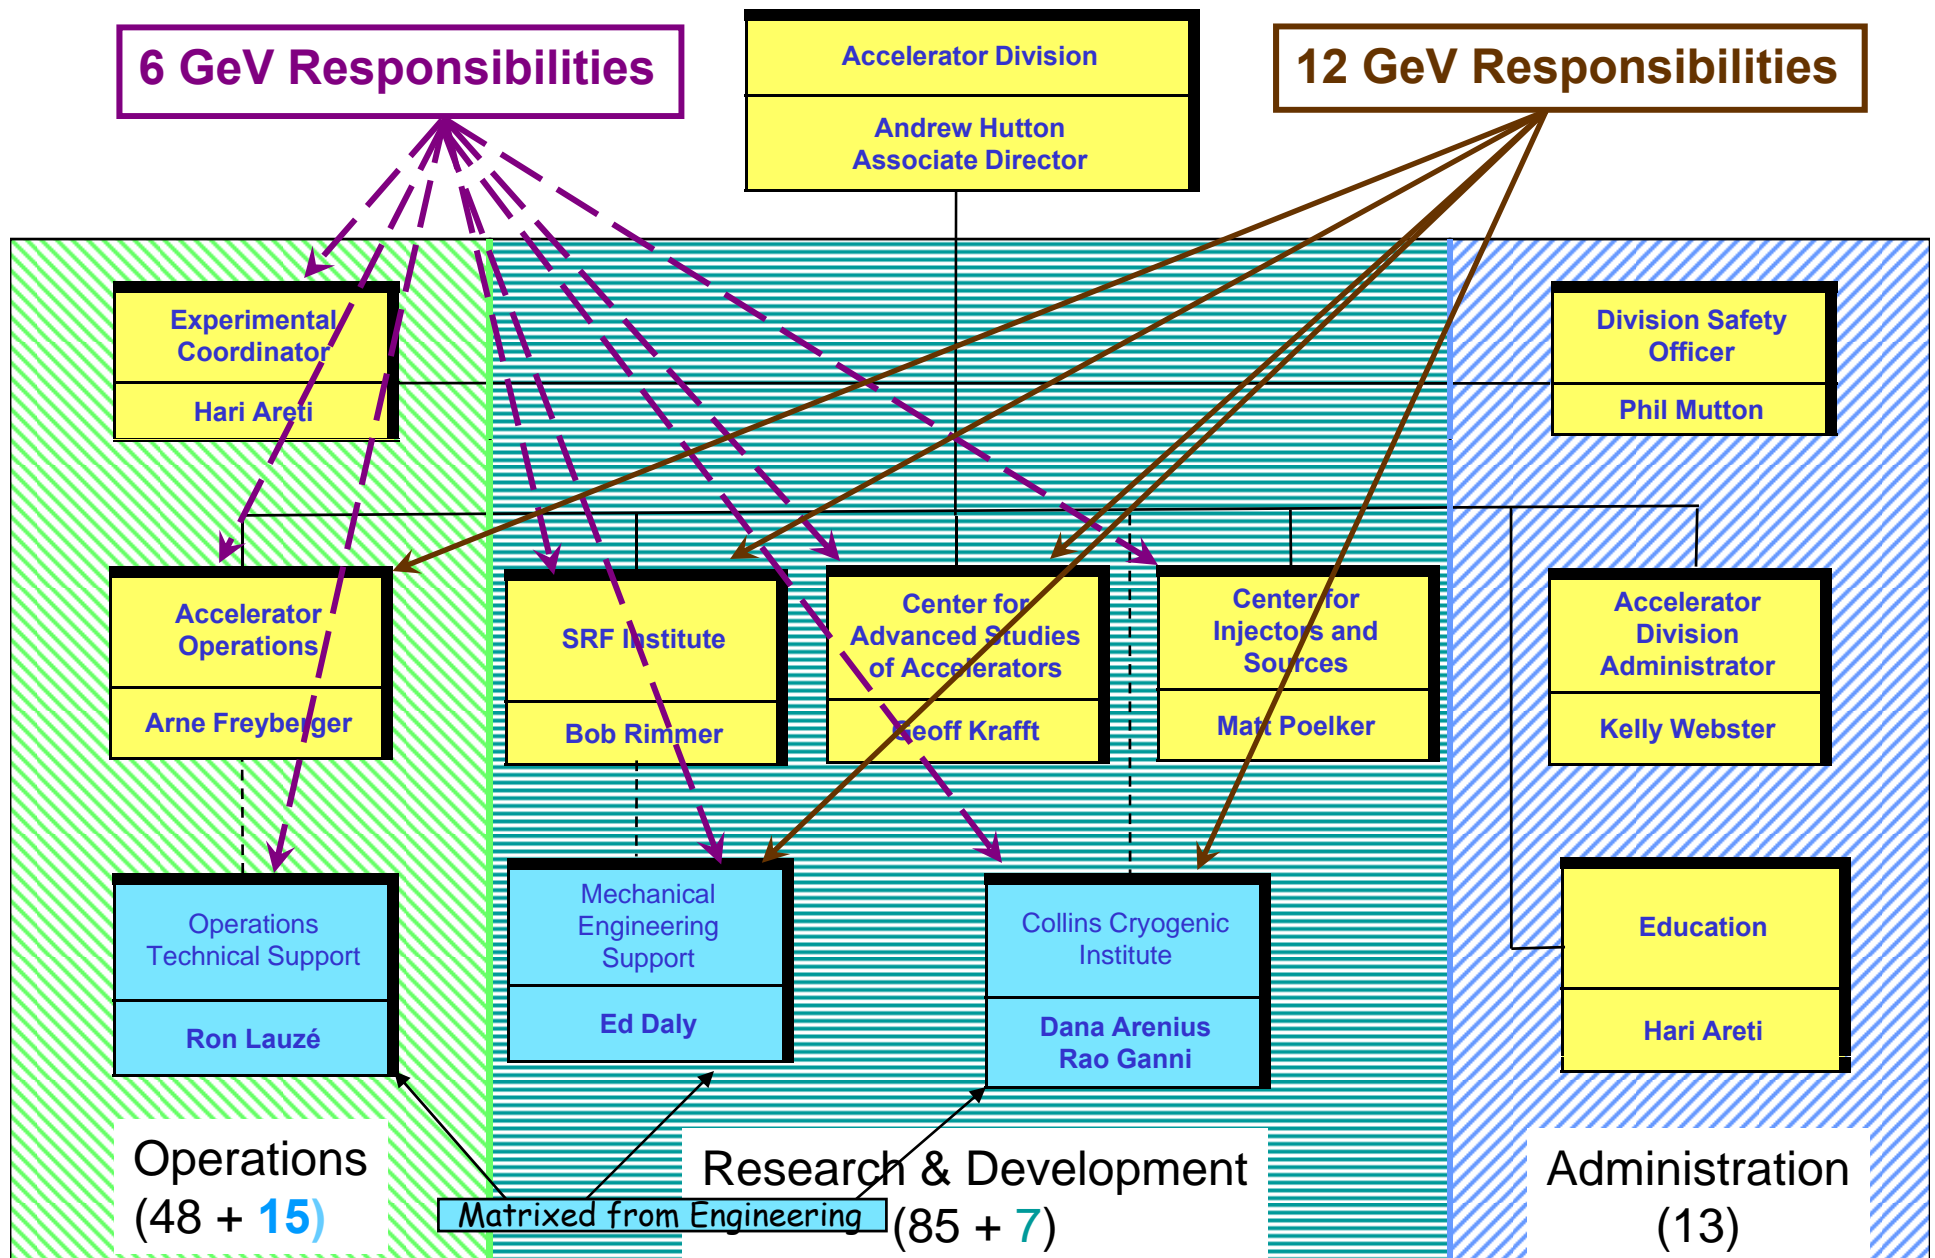 6 GeV Responsibilities
Accelerator Division
Andrew Hutton
Associate Director
12 GeV Responsibilities
Experimental
Coordinator
Hari Areti
Division Safety
Officer
Phil Mutton
Accelerator
Operations
Arne Freyberger
SRF Institute
Bob Rimmer
Center for
Advanced Studies
of Accelerators
Geoff Krafft
Center for
Injectors and
Sources
Matt Poelker
Accelerator
Division
Administrator
Kelly Webster
Operations
Technical Support
Ron Lauzé
Mechanical
Engineering
Support
Ed Daly
Collins Cryogenic
Institute
Dana Arenius
Rao Ganni
Education
Hari Areti
Operations
(48 + 15)
Matrixed from Engineering
Research & Development
(85 + 7)
Administration
(13)